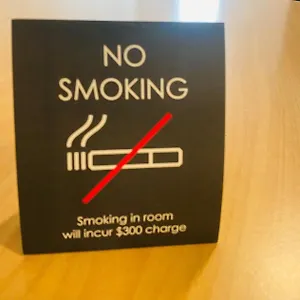 NO
SMOKING
Smoking in room
will incur $300 charge